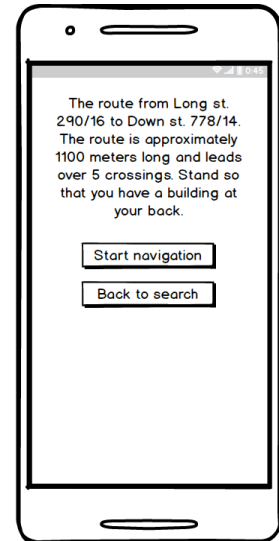 0:45
The route from Long st.
290/16 to Down st. 778/14.
The route is approximately
1100 meters long and leads
over 5 crossings. Stand so
that you have a building at
your back.
Start navigation
Back to search